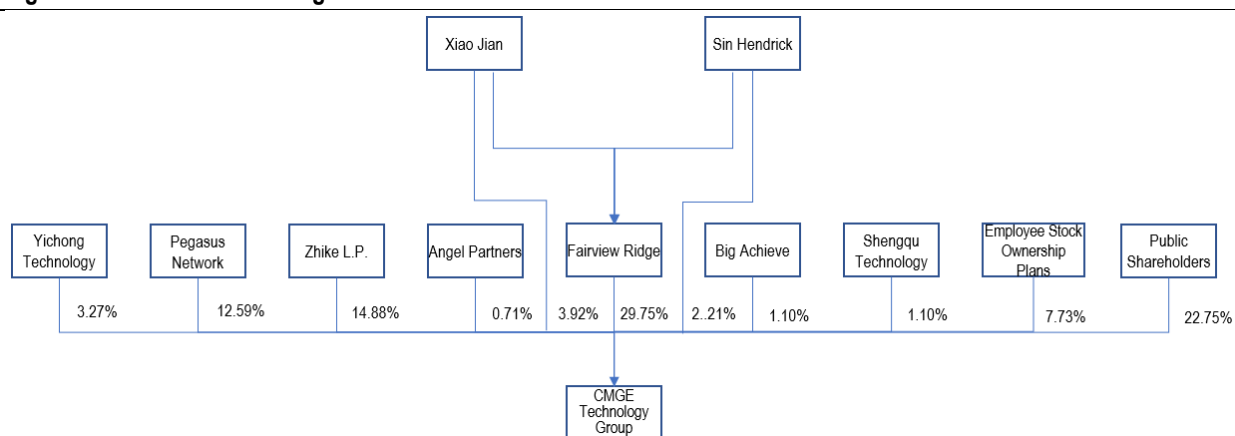 Xiao Jian
Sin Hendrick
Yichong
Technology
Pegasus
Network
Zhike L.P.
Angel Partners
Fairview Ridge
Big Achieve
Shengqu
Technology
Employee Stock
Ownership
Plans
Public
Shareholders
3.27%
12.59%
14.88%
0.71%
3.92%
29.75%
2..21%
1.10%
1.10%
7.73%
22.75%
CMGE
Technology
Group